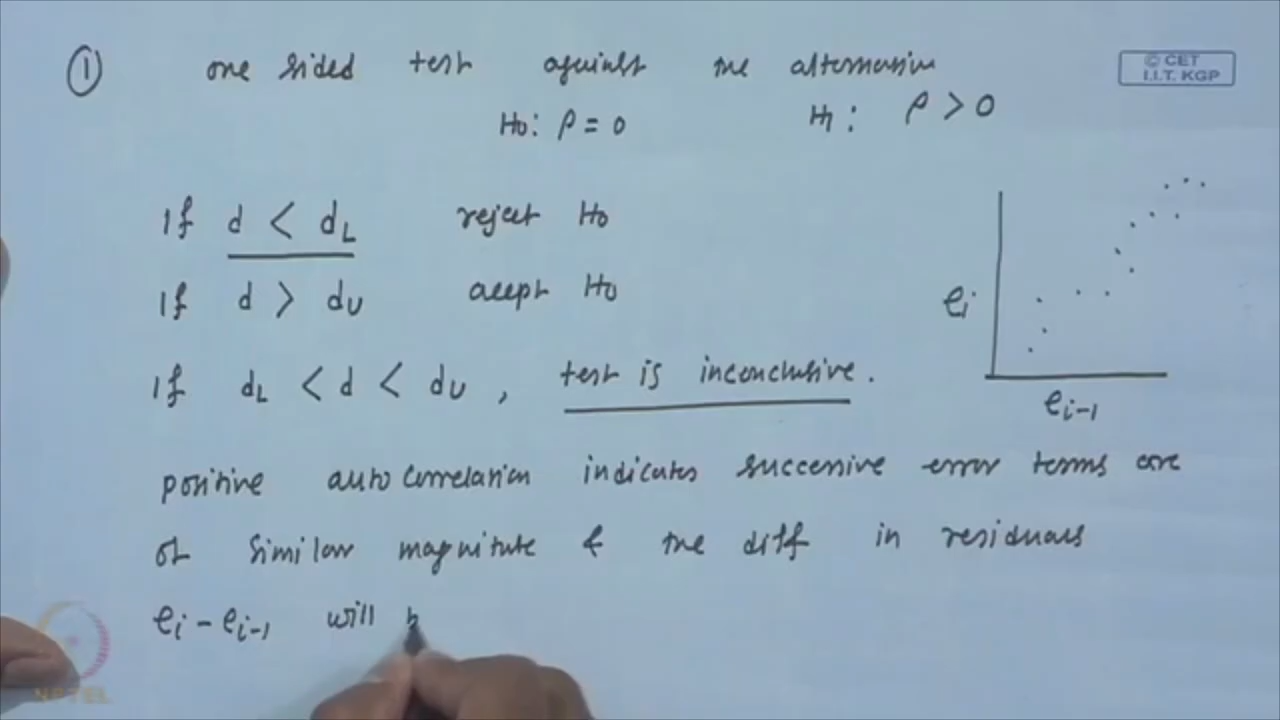 ① one sided test against the alternative
© CET
I.I.T. KGP
H0: ρ = 0 H1: ρ > 0
If d < dL reject H0
If d > dU accept H0
ei
If dL < d < dU , test is inconclusive.
ei-1
positive autocorrelation indicates successive error terms are
of similar magnitute & the diff in residuals
ei - ei-1 will b
NPTEL